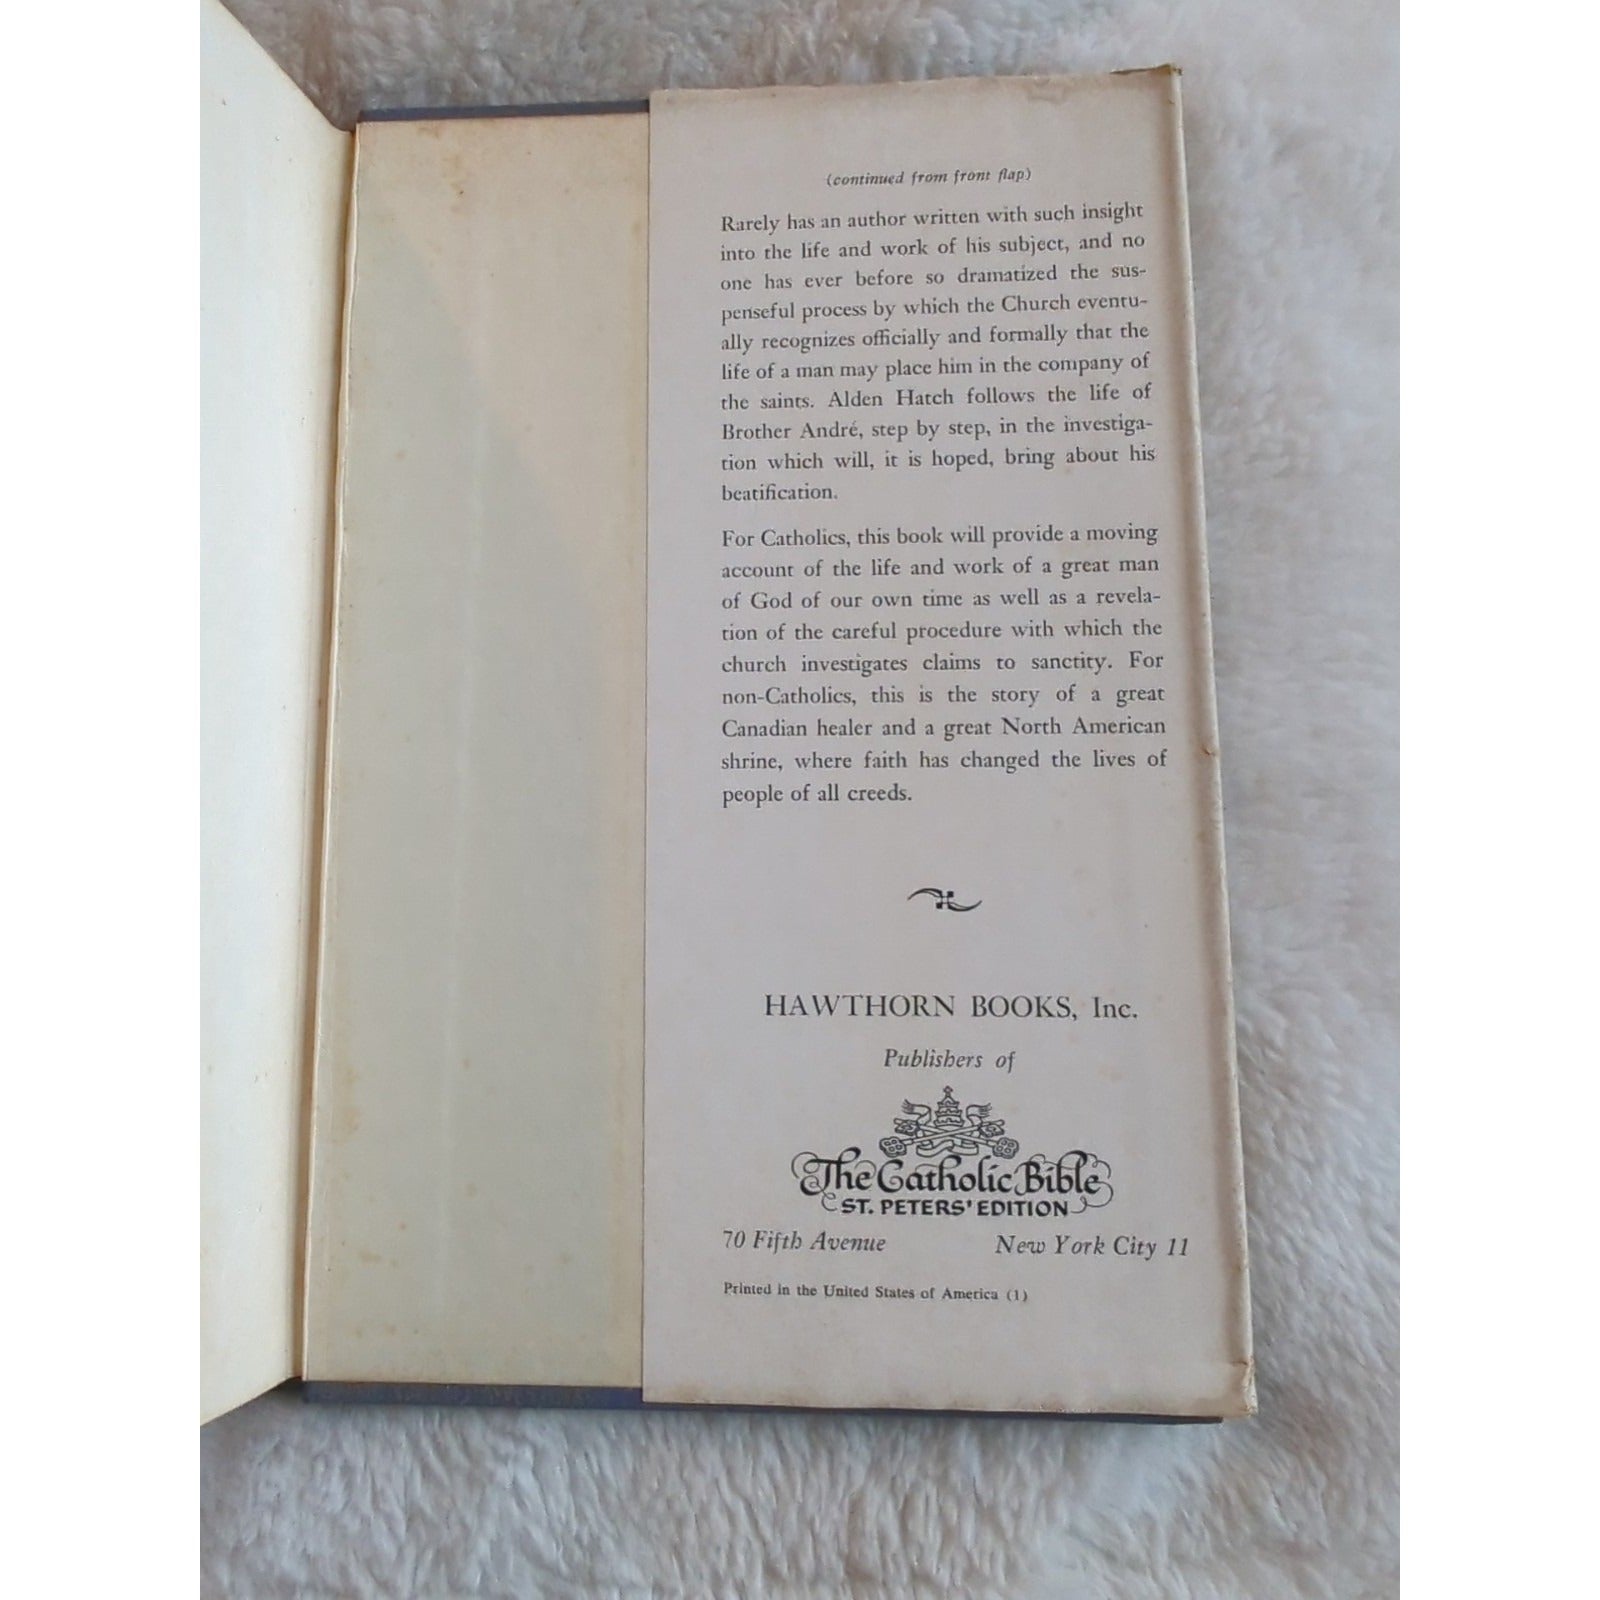 (continued from front flap)
Rarely has an author written with such insight
into the life and work of his subject, and no
one has ever before so dramatized the sus-
penseful process by which the Church eventu-
ally recognizes officially and formally that the
life of a man may place him in the company of
the saints. Alden Hatch follows the life of
Brother André, step by step, in the investiga-
tion which will, it is hoped, bring about his
beatification.
For Catholics, this book will provide a moving
account of the life and work of a great man
of God of our own time as well as a revela-
tion of the careful procedure with which the
church investigates claims to sanctity. For
non-Catholics, this is the story of a great
Canadian healer and a great North American
shrine, where faith has changed the lives of
people of all creeds.
HAWTHORN BOOKS, Inc.
Publishers of
The Catholic Bible
ST. PETERS' EDITION
70 Fifth Avenue New York City 11
Printed in the United States of America (1)